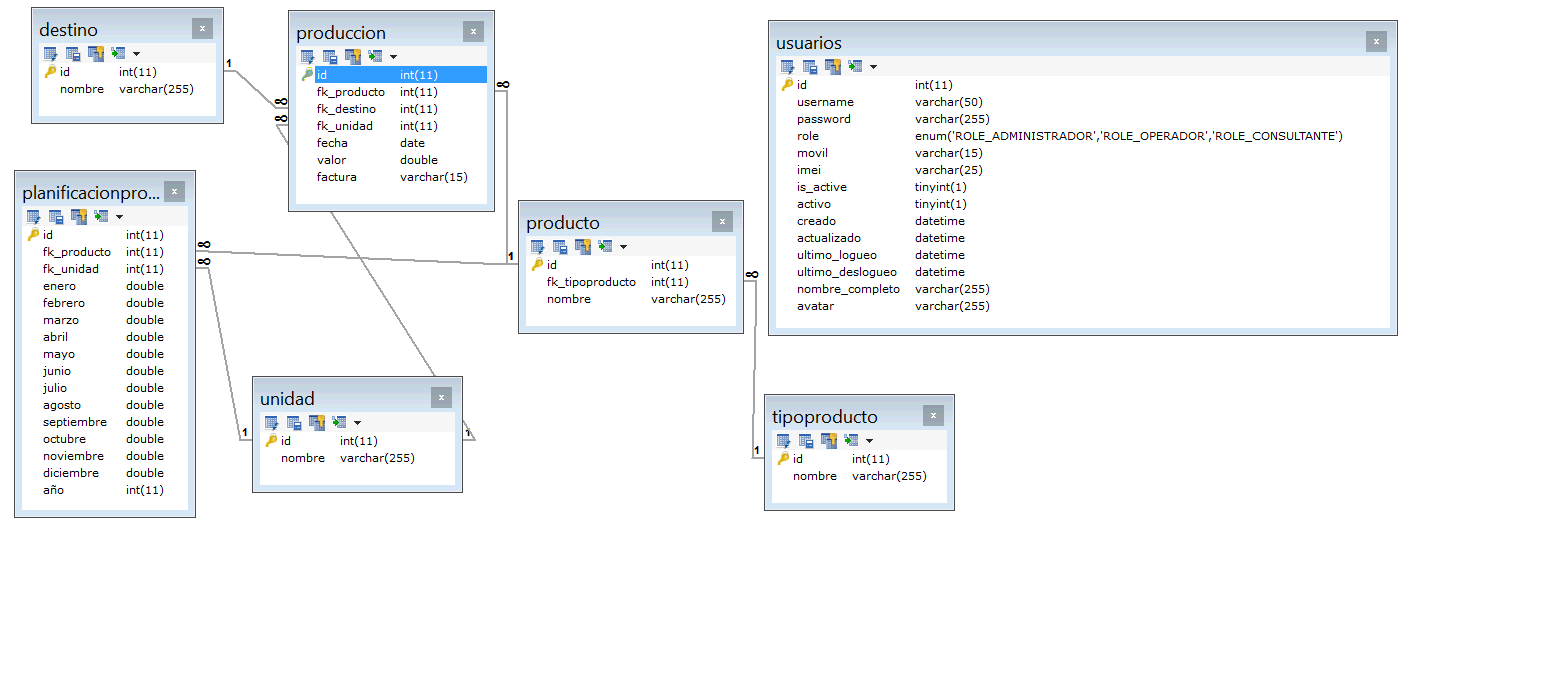 destino
id int(11)
nombre varchar(255)
1
8
8
produccion
id int(11)
fk_producto int(11)
fk_destino int(11)
fk_unidad int(11)
fecha date
valor double
factura varchar(15)
8
usuarios
id int(11)
username varchar(50)
password varchar(255)
role enum('ROLE_ADMINISTRADOR','ROLE_OPERADOR','ROLE_CONSULTANTE')
movil varchar(15)
imei varchar(25)
is_active tinyint(1)
activo tinyint(1)
creado datetime
actualizado datetime
ultimo_logueo datetime
ultimo_deslogueo datetime
nombre_completo varchar(255)
avatar varchar(255)
planificacionpro...
id int(11)
fk_producto int(11)
fk_unidad int(11)
enero double
febrero double
marzo double
abril double
mayo double
junio double
julio double
agosto double
septiembre double
octubre double
noviembre double
diciembre double
año int(11)
8
8
producto
id int(11)
fk_tipoproducto int(11)
nombre varchar(255)
1
8
unidad
id int(11)
nombre varchar(255)
1
1
tipoproducto
id int(11)
nombre varchar(255)
1